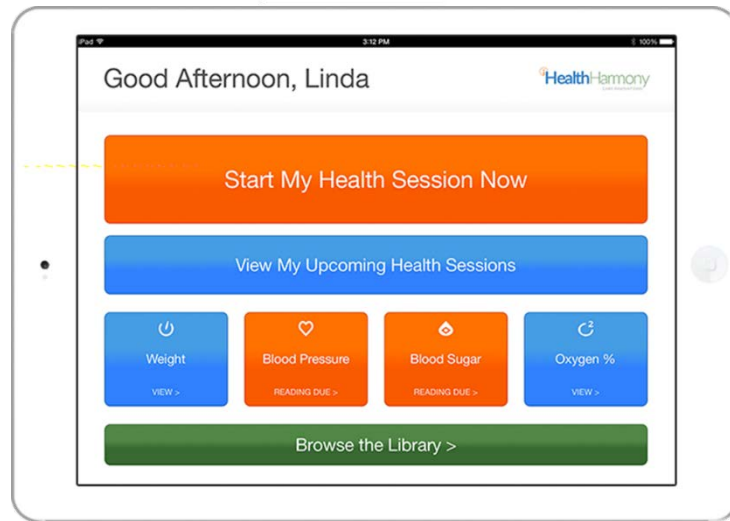 iPad 3:12 PM 100%
Good Afternoon, Linda
HealthHarmony
Start My Health Session Now
View My Upcoming Health Sessions
Weight
VIEW >
Blood Pressure
READING DUE >
Blood Sugar
READING DUE >
Oxygen %
VIEW >
Browse the Library >